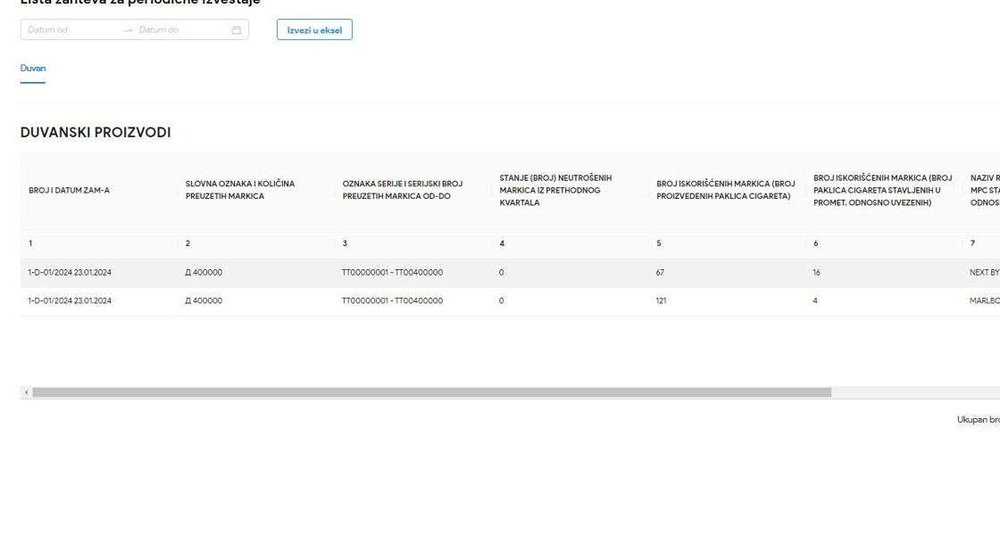 Lista zahteva za periodične izveštaje
Datum od → Datum do
Izvezi u eksel
Duvan
DUVANSKI PROIZVODI
BROJ I DATUM ZAM-A
SLOVNA OZNAKA I KOLIČINA
PREUZETIH MARKICA
OZNAKA SERIJE I SERIJSKI BROJ
PREUZETIH MARKICA OD-DO
STANJE (BROJ) NEUTROŠENIH
MARKICA IZ PRETHODNOG
KVARTALA
BROJ ISKORIŠĆENIH MARKICA (BROJ
PROIZVEDENIH PAKLICA CIGARETA)
BROJ ISKORIŠĆENIH MARKICA (BROJ
PAKLICA CIGARETA STAVLJENIH U
PROMET, ODNOSNO UVEZENIH)
NAZIV R
MPC STA
ODNOS
1 2 3 4 5 6 7
1-D-01/2024 23.01.2024 Д 400000 TT00000001 - TT00400000 0 67 16 NEXT BY
1-D-01/2024 23.01.2024 Д 400000 TT00000001 - TT00400000 0 121 4 MARLBO
Ukupan bro